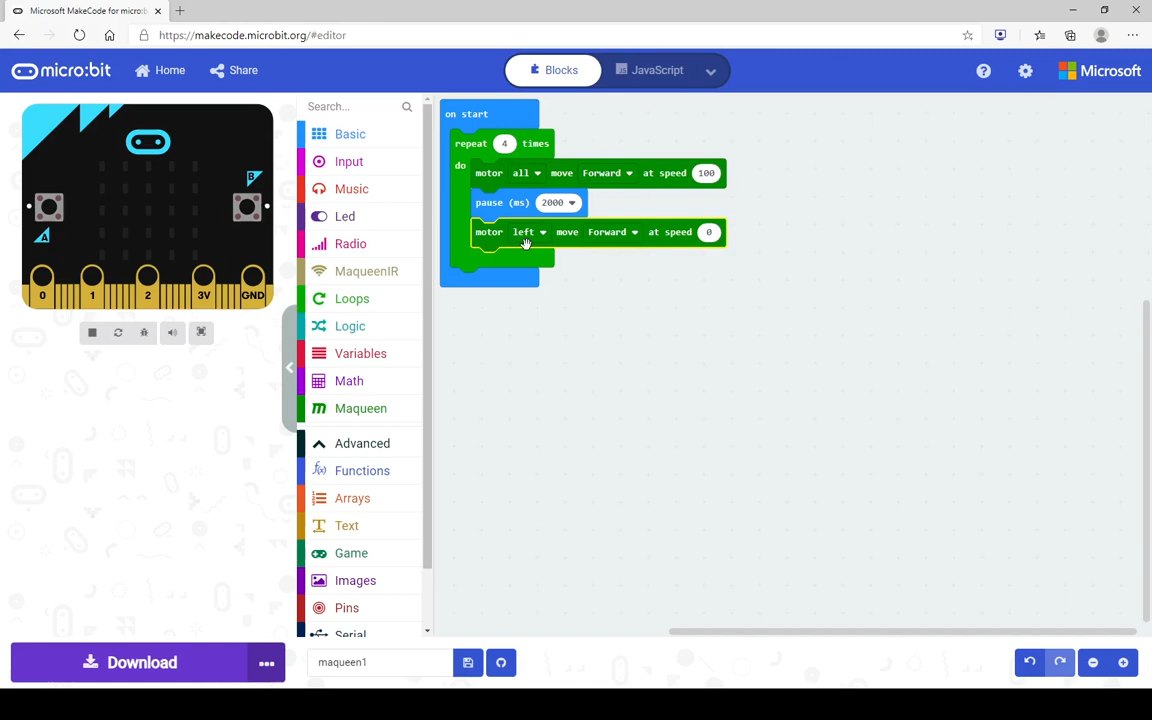 Microsoft MakeCode for micro:b
https://makecode.microbit.org/#editor
micro:bit
Home
Share
Blocks
JavaScript
Microsoft
Search...
Basic
Input
Music
Led
Radio
MaqueenIR
Loops
Logic
Variables
Math
Maqueen
Advanced
Functions
Arrays
Text
Game
Images
Pins
Serial
A
B
0 1 2 3V GND
on start
repeat 4 times
do motor all move Forward at speed 100
pause (ms) 2000
motor left move Forward at speed 0
Download
maqueen1